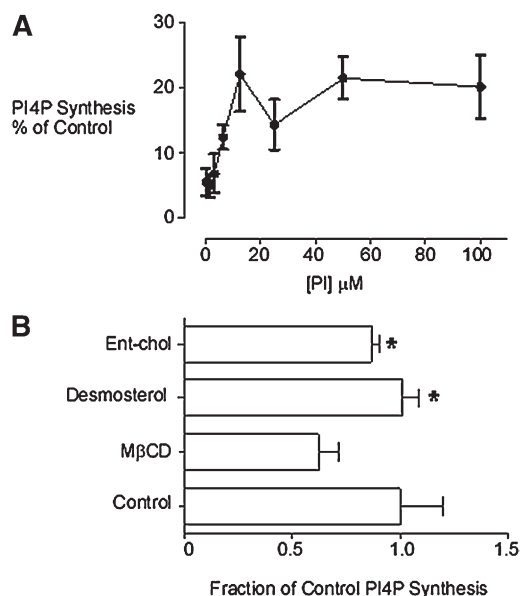 A
30
20
10
0
PI4P Synthesis
% of Control
0 20 40 60 80 100
[PI] μM
B
Ent-chol
*
Desmosterol
*
MβCD
Control
0 0.5 1.0 1.5
Fraction of Control PI4P Synthesis